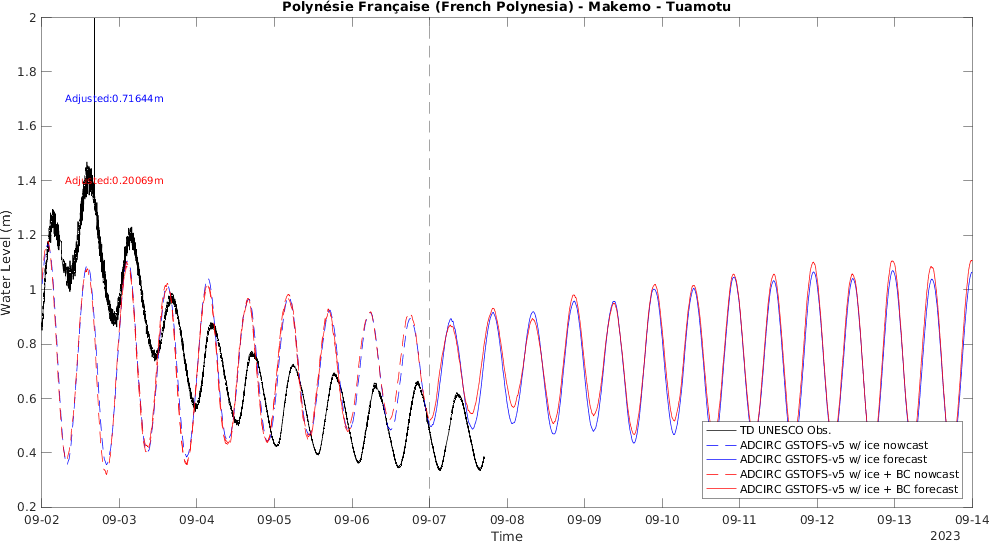 Polynésie Française (French Polynesia) - Makemo - Tuamotu
2
1.8
Adjusted:0.71644m
1.6
1.4
Adjusted:0.20069m
1.2
Water Level (m)
1
0.8
0.6
0.4
0.2
TD UNESCO Obs.
ADCIRC GSTOFS-v5 w/ ice nowcast
ADCIRC GSTOFS-v5 w/ ice forecast
ADCIRC GSTOFS-v5 w/ ice + BC nowcast
ADCIRC GSTOFS-v5 w/ ice + BC forecast
09-02 09-03 09-04 09-05 09-06 09-07 09-08 09-09 09-10 09-11 09-12 09-13 09-14
Time
2023